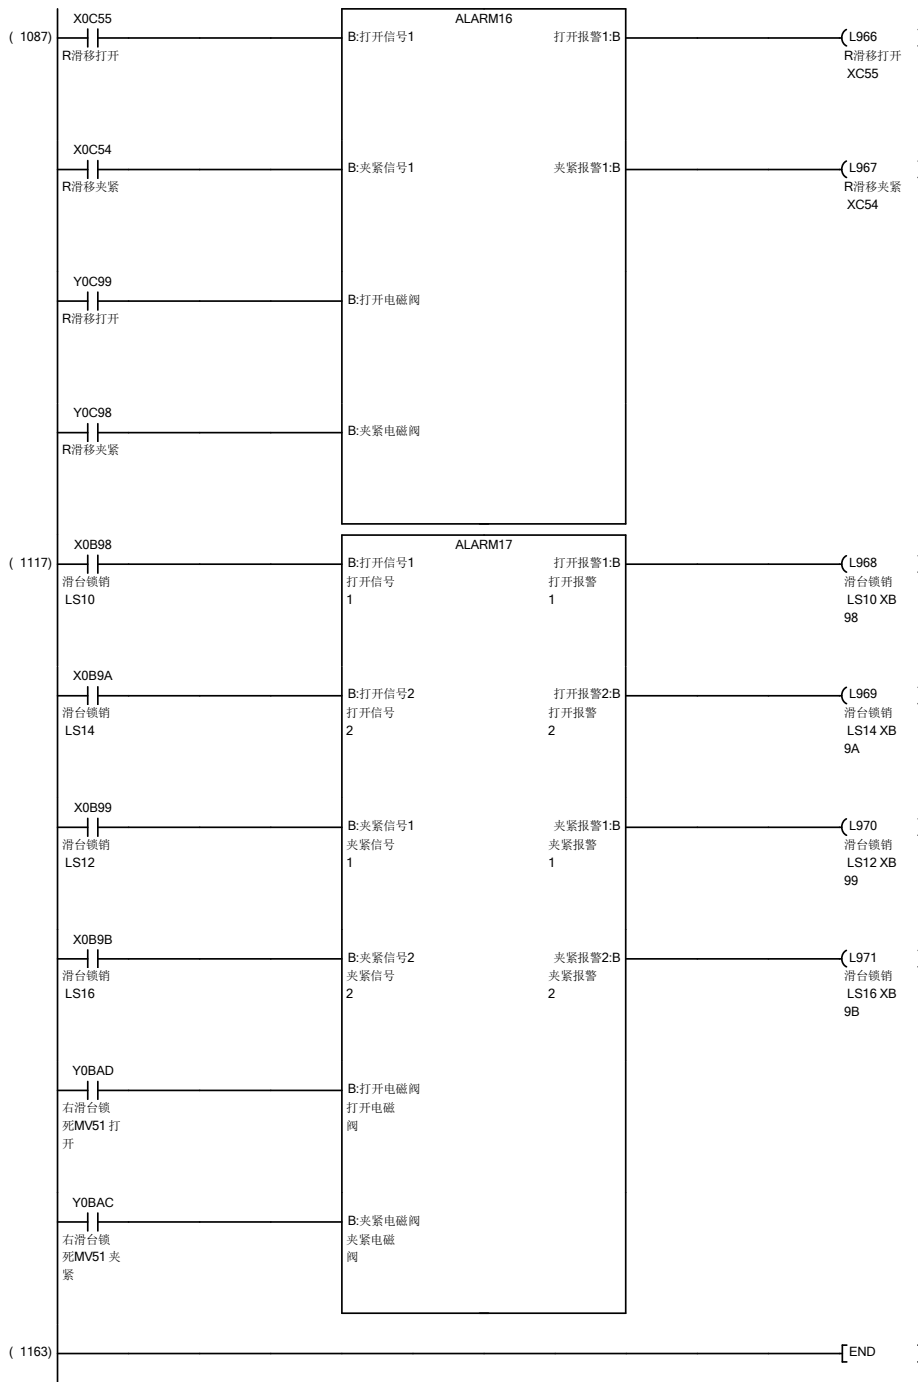 X0C55
ALARM16
( 1087)
B:打开信号1
打开报警1:B
L966
R滑移打开
R滑移打开
XC55
X0C54
B:夹紧信号1
夹紧报警1:B
L967
R滑移夹紧
R滑移夹紧
XC54
Y0C99
B:打开电磁阀
R滑移打开
Y0C98
B:夹紧电磁阀
R滑移夹紧
X0B98
ALARM17
( 1117)
B:打开信号1
打开报警1:B
L968
滑台锁销
打开信号
打开报警
滑台锁销
LS10
1
1
LS10 XB
98
X0B9A
B:打开信号2
打开报警2:B
L969
滑台锁销
打开信号
打开报警
滑台锁销
LS14
2
2
LS14 XB
9A
X0B99
B:夹紧信号1
夹紧报警1:B
L970
滑台锁销
夹紧信号
夹紧报警
滑台锁销
LS12
1
1
LS12 XB
99
X0B9B
B:夹紧信号2
夹紧报警2:B
L971
滑台锁销
夹紧信号
夹紧报警
滑台锁销
LS16
2
2
LS16 XB
9B
Y0BAD
B:打开电磁阀
右滑台锁
打开电磁
死MV51 打
阀
开
Y0BAC
B:夹紧电磁阀
右滑台锁
夹紧电磁
死MV51 夹
阀
紧
( 1163)
END